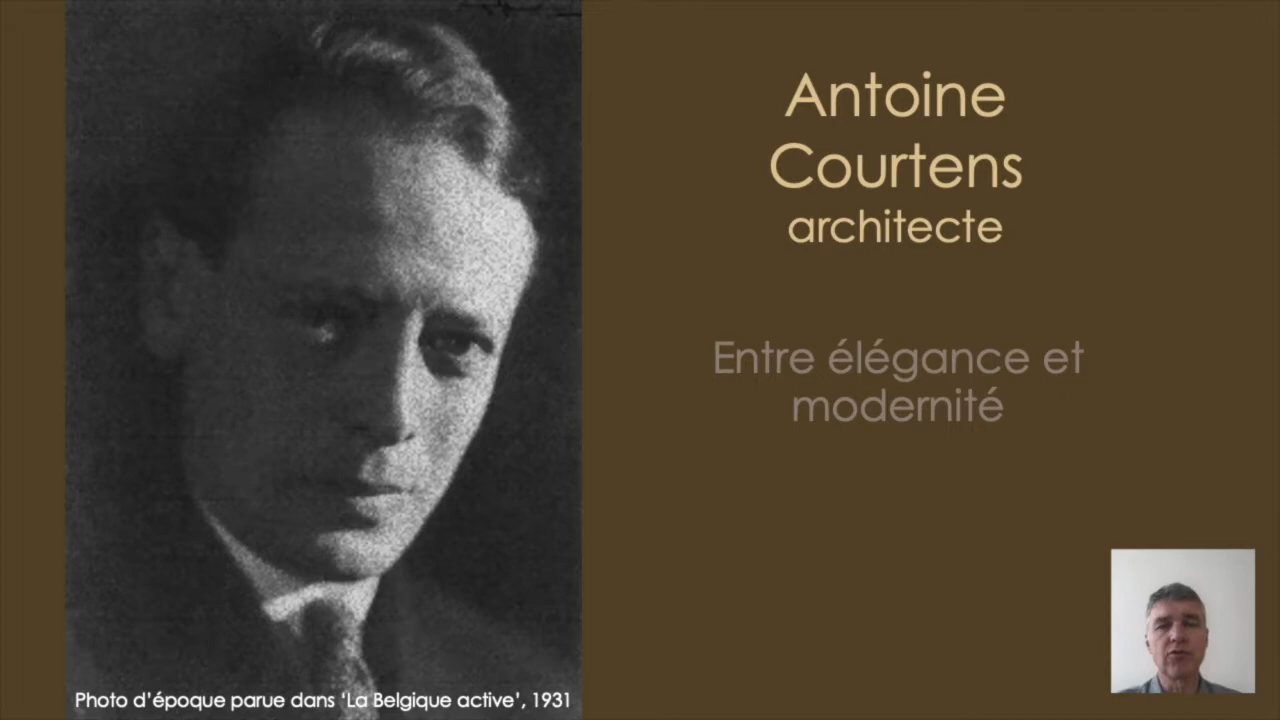 Antoine
Courtens
architecte
Entre élégance et
modernité
Photo d’époque parue dans ‘La Belgique active’, 1931